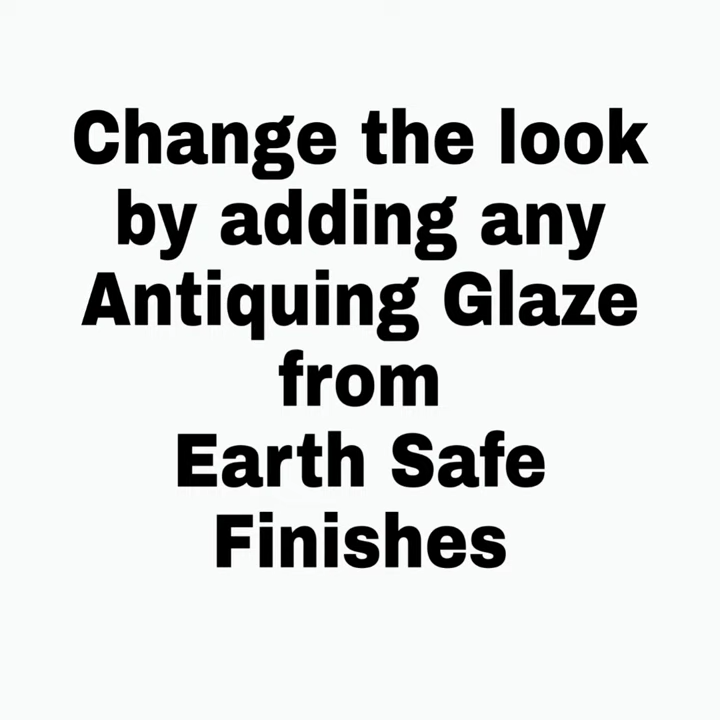 Change the look
by adding any
Antiquing Glaze
from
Earth Safe
Finishes